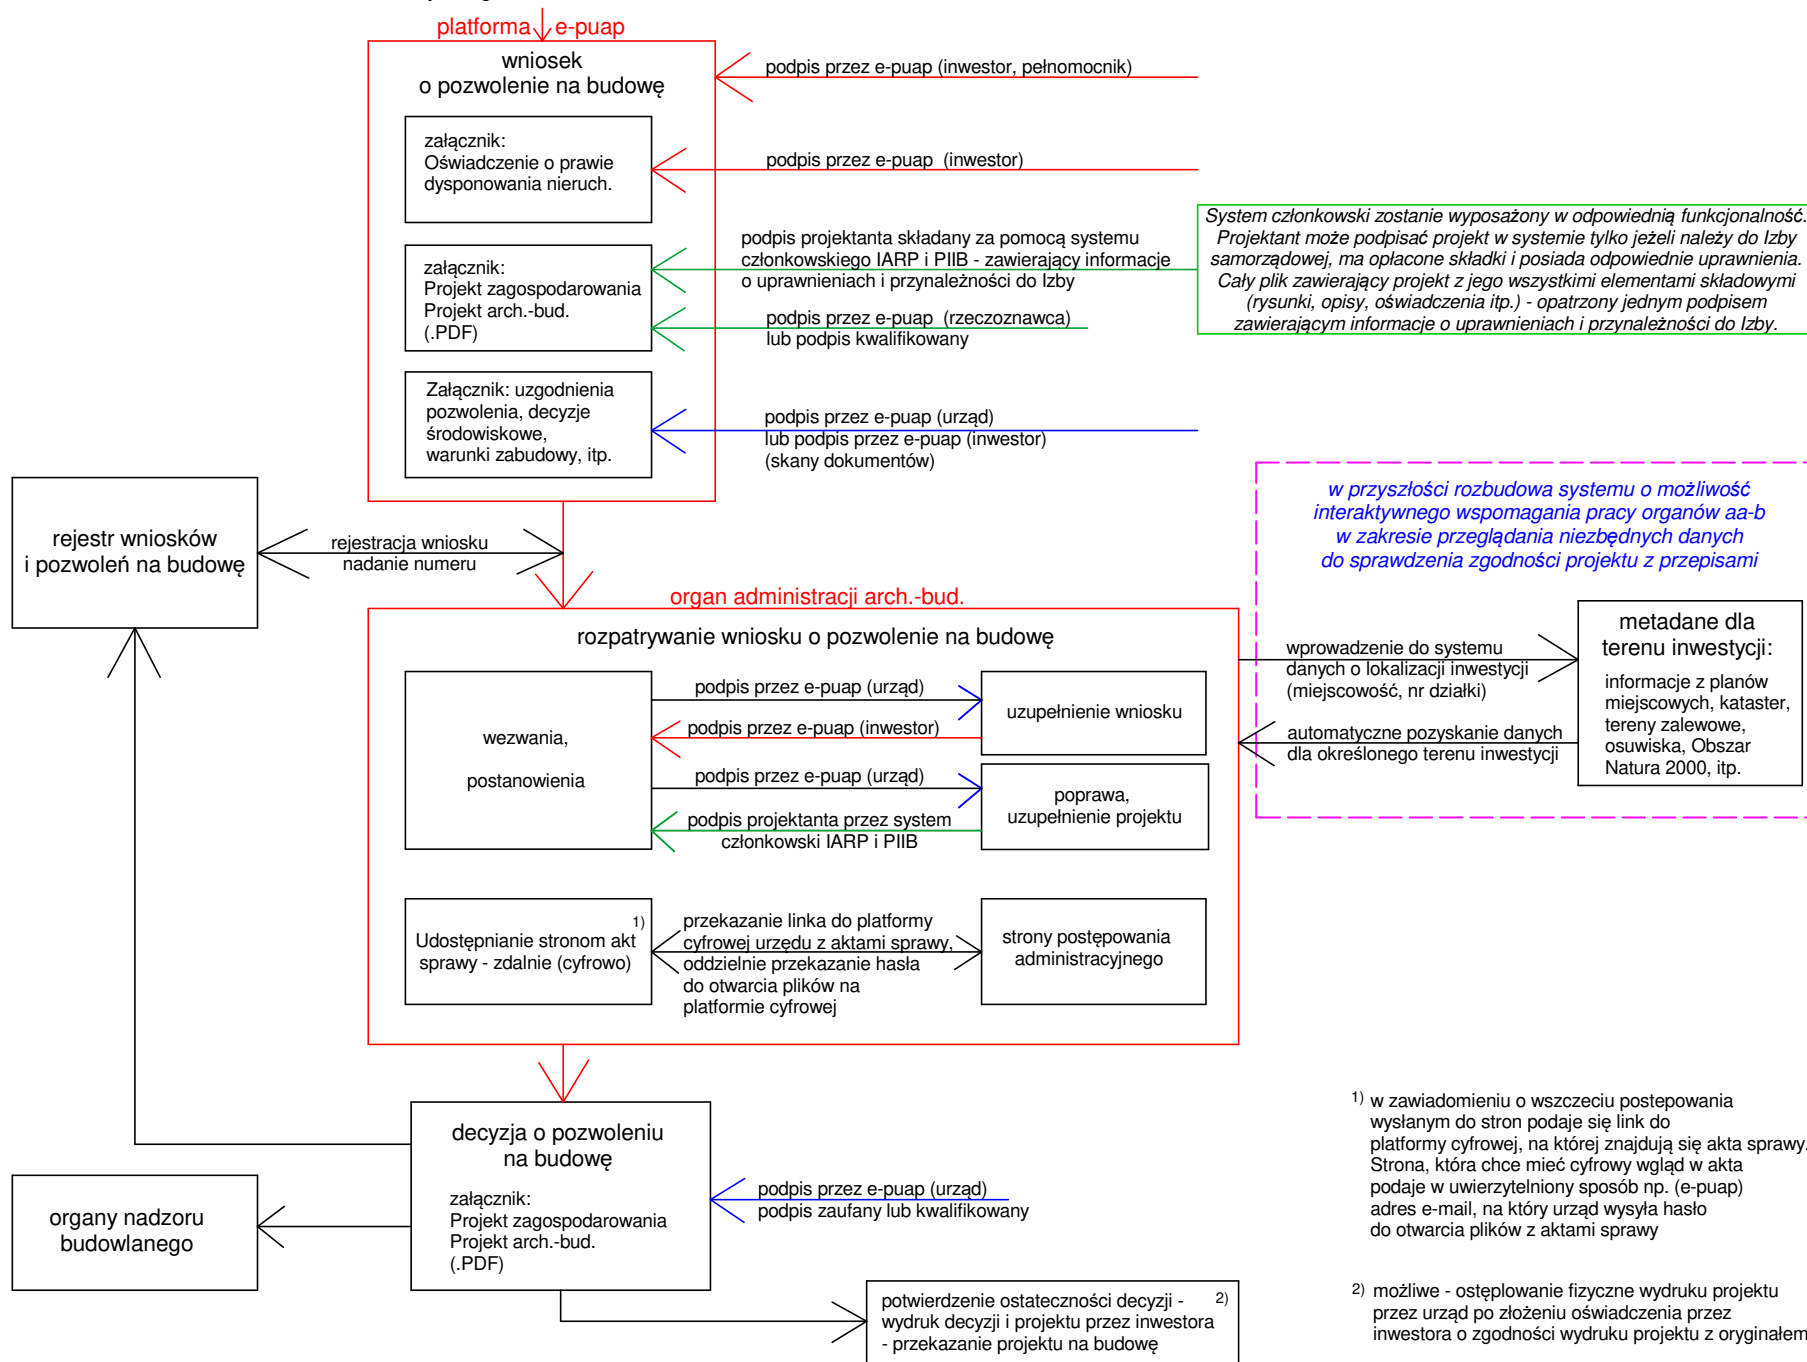 platforma e-puap
wniosek
o pozwolenie na budowę
podpis przez e-puap (inwestor, pełnomocnik)
załącznik:
Oświadczenie o prawie
dysponowania nieruch.
podpis przez e-puap (inwestor)
załącznik:
Projekt zagospodarowania
Projekt arch.-bud.
(.PDF)
podpis projektanta składany za pomocą systemu
członkowskiego IARP i PIIB - zawierający informacje
o uprawnieniach i przynależności do Izby
podpis przez e-puap (rzeczoznawca)
lub podpis kwalifikowany
System członkowski zostanie wyposażony w odpowiednią funkcjonalność.
Projektant może podpisać projekt w systemie tylko jeżeli należy do Izby
samorządowej, ma opłacone składki i posiada odpowiednie uprawnienia.
Cały plik zawierający projekt z jego wszystkimi elementami składowymi
(rysunki, opisy, oświadczenia itp.) - opatrzony jednym podpisem
zawierającym informacje o uprawnieniach i przynależności do Izby.
Załącznik: uzgodnienia
pozwolenia, decyzje
środowiskowe,
warunki zabudowy, itp.
podpis przez e-puap (urząd)
lub podpis przez e-puap (inwestor)
(skany dokumentów)
rejestr wniosków
i pozwoleń na budowę
rejestracja wniosku
nadanie numeru
w przyszłości rozbudowa systemu o możliwość
interaktywnego wspomagania pracy organów aa-b
w zakresie przeglądania niezbędnych danych
do sprawdzenia zgodności projektu z przepisami
organ administracji arch.-bud.
rozpatrywanie wniosku o pozwolenie na budowę
wezwania,
postanowienia
podpis przez e-puap (urząd)
podpis przez e-puap (inwestor)
uzupełnienie wniosku
podpis przez e-puap (urząd)
podpis projektanta przez system
członkowski IARP i PIIB
poprawa,
uzupełnienie projektu
wprowadzenie do systemu
danych o lokalizacji inwestycji
(miejscowość, nr działki)
automatyczne pozyskanie danych
dla określonego terenu inwestycji
metadane dla
terenu inwestycji:
informacje z planów
miejscowych, kataster,
tereny zalewowe,
osuwiska, Obszar
Natura 2000, itp.
Udostępnianie stronom akt 1)
sprawy - zdalnie (cyfrowo)
przekazanie linka do platformy
cyfrowej urzędu z aktami sprawy,
oddzielnie przekazanie hasła
do otwarcia plików na
platformie cyfrowej
strony postępowania
administracyjnego
decyzja o pozwoleniu
na budowę
załącznik:
Projekt zagospodarowania
Projekt arch.-bud.
(.PDF)
podpis przez e-puap (urząd)
podpis zaufany lub kwalifikowany
organy nadzoru
budowlanego
potwierdzenie ostateczności decyzji - 2)
wydruk decyzji i projektu przez inwestora
- przekazanie projektu na budowę
1) w zawiadomieniu o wszczeciu postepowania
wysłanym do stron podaje się link do
platformy cyfrowej, na której znajdują się akta sprawy.
Strona, która chce mieć cyfrowy wgląd w akta
podaje w uwierzytelniony sposób np. (e-puap)
adres e-mail, na który urząd wysyła hasło
do otwarcia plików z aktami sprawy
2) możliwe - ostęplowanie fizyczne wydruku projektu
przez urząd po złożeniu oświadczenia przez
inwestora o zgodności wydruku projektu z oryginałem